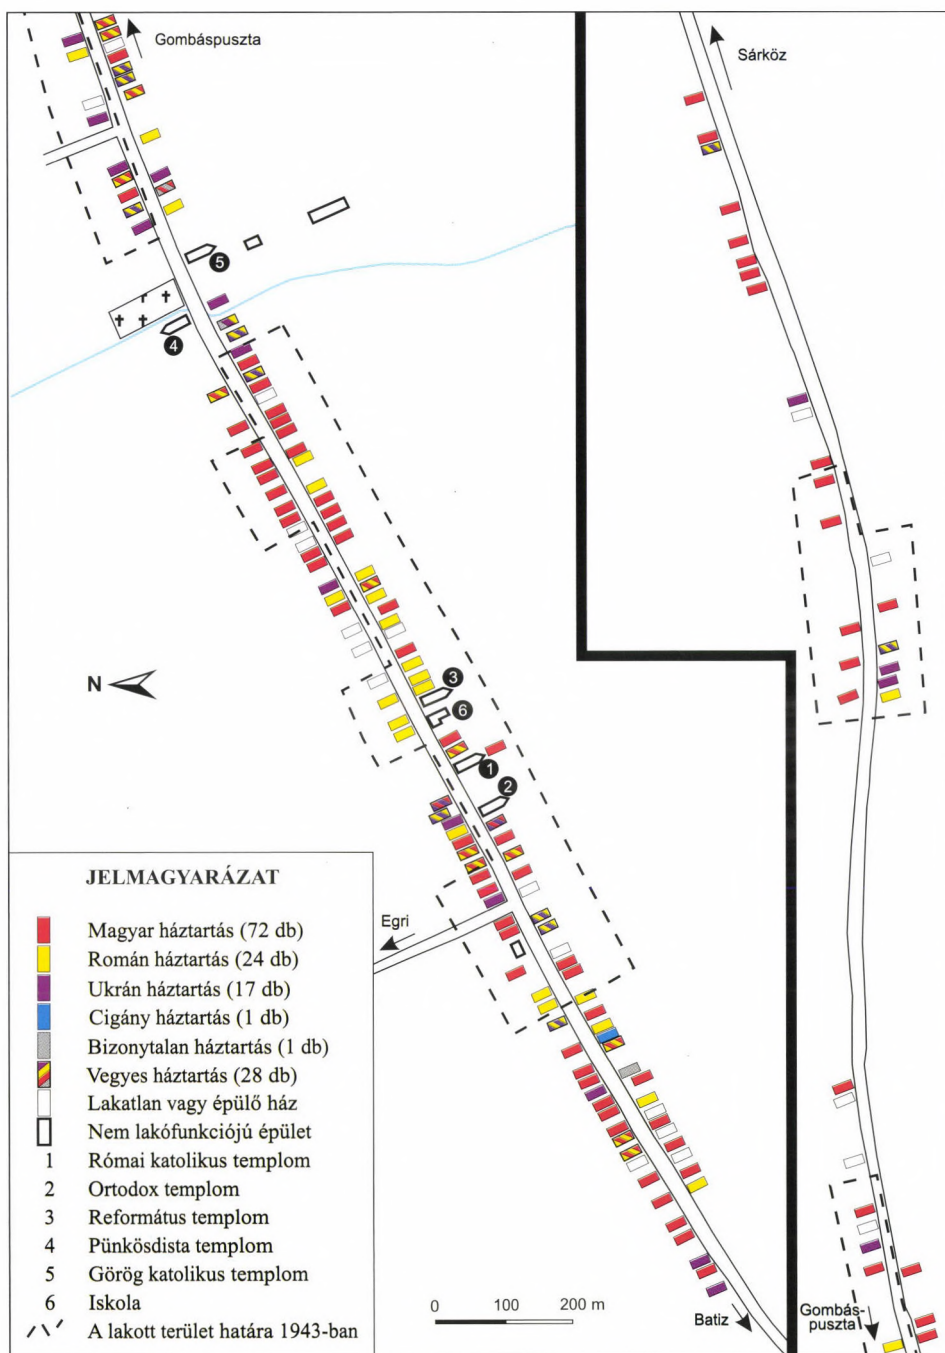 Gombáspuszta
Sárköz
5
4
N
3
6
1
2
Egri
JELMAGYARÁZAT
Magyar háztartás (72 db)
Román háztartás (24 db)
Ukrán háztartás (17 db)
Cigány háztartás (1 db)
Bizonytalan háztartás (1 db)
Vegyes háztartás (28 db)
Lakatlan vagy épülő ház
Nem lakófunkciójú épület
1 Római katolikus templom
2 Ortodox templom
3 Református templom
4 Pünkösdista templom
5 Görög katolikus templom
6 Iskola
A lakott terület határa 1943-ban
0 100 200 m
Batiz
Gombás-
puszta